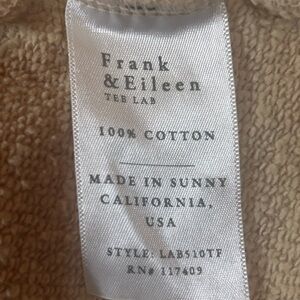 Frank
& Eileen
TEE LAB
100% COTTON
MADE IN SUNNY
CALIFORNIA,
USA
STYLE: LAB510TF
RN# 117409